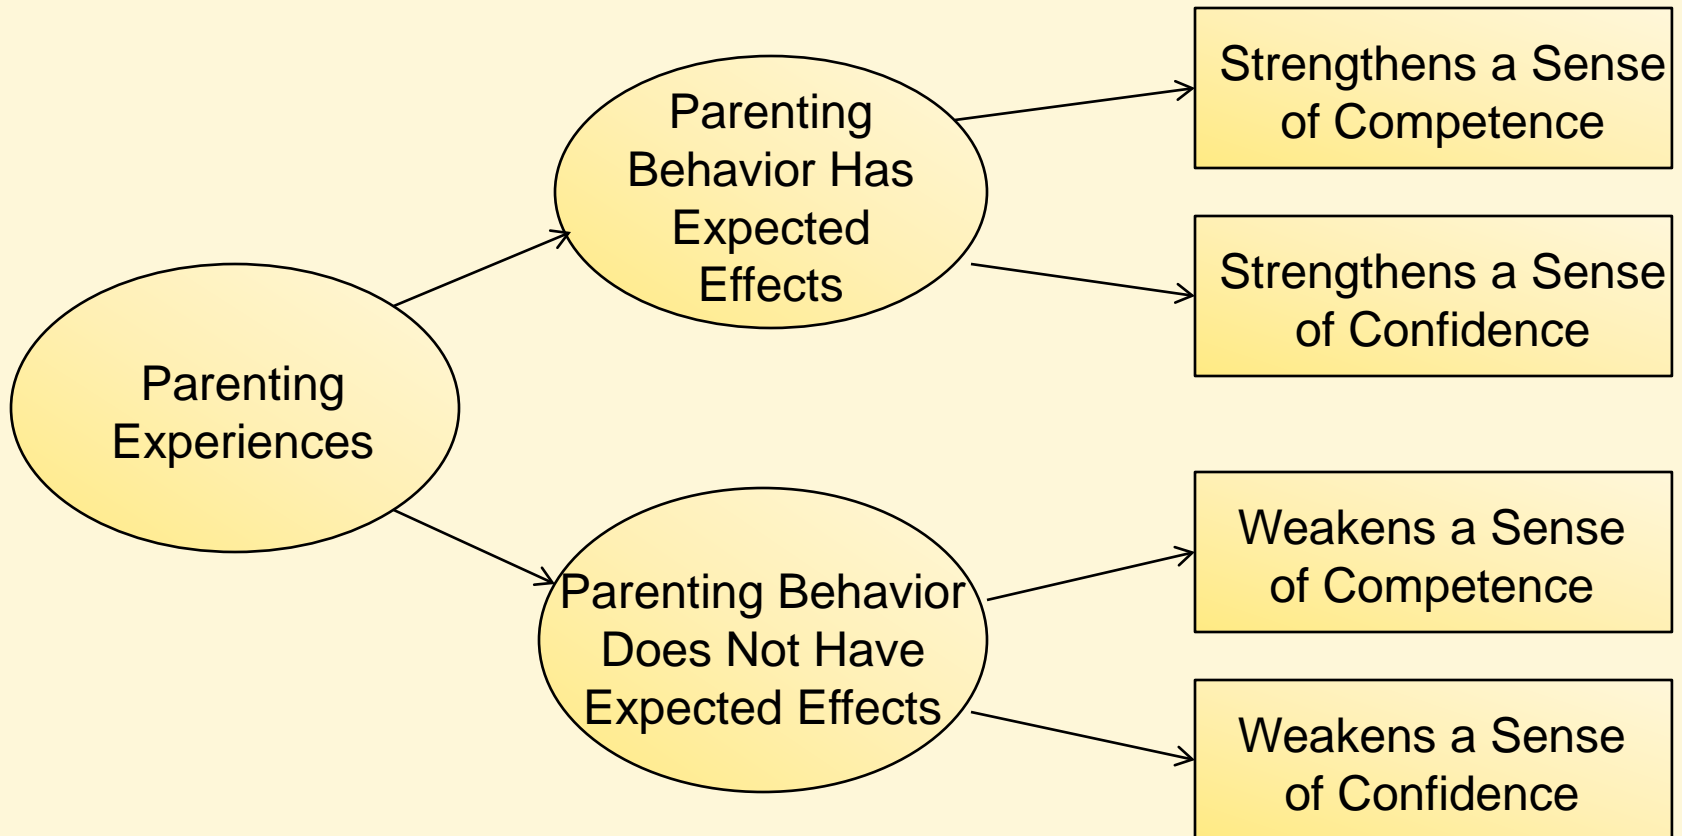 Parenting
Experiences
Parenting
Behavior Has
Expected
Effects
Strengthens a Sense
of Competence
Strengthens a Sense
of Confidence
Parenting Behavior
Does Not Have
Expected Effects
Weakens a Sense
of Competence
Weakens a Sense
of Confidence